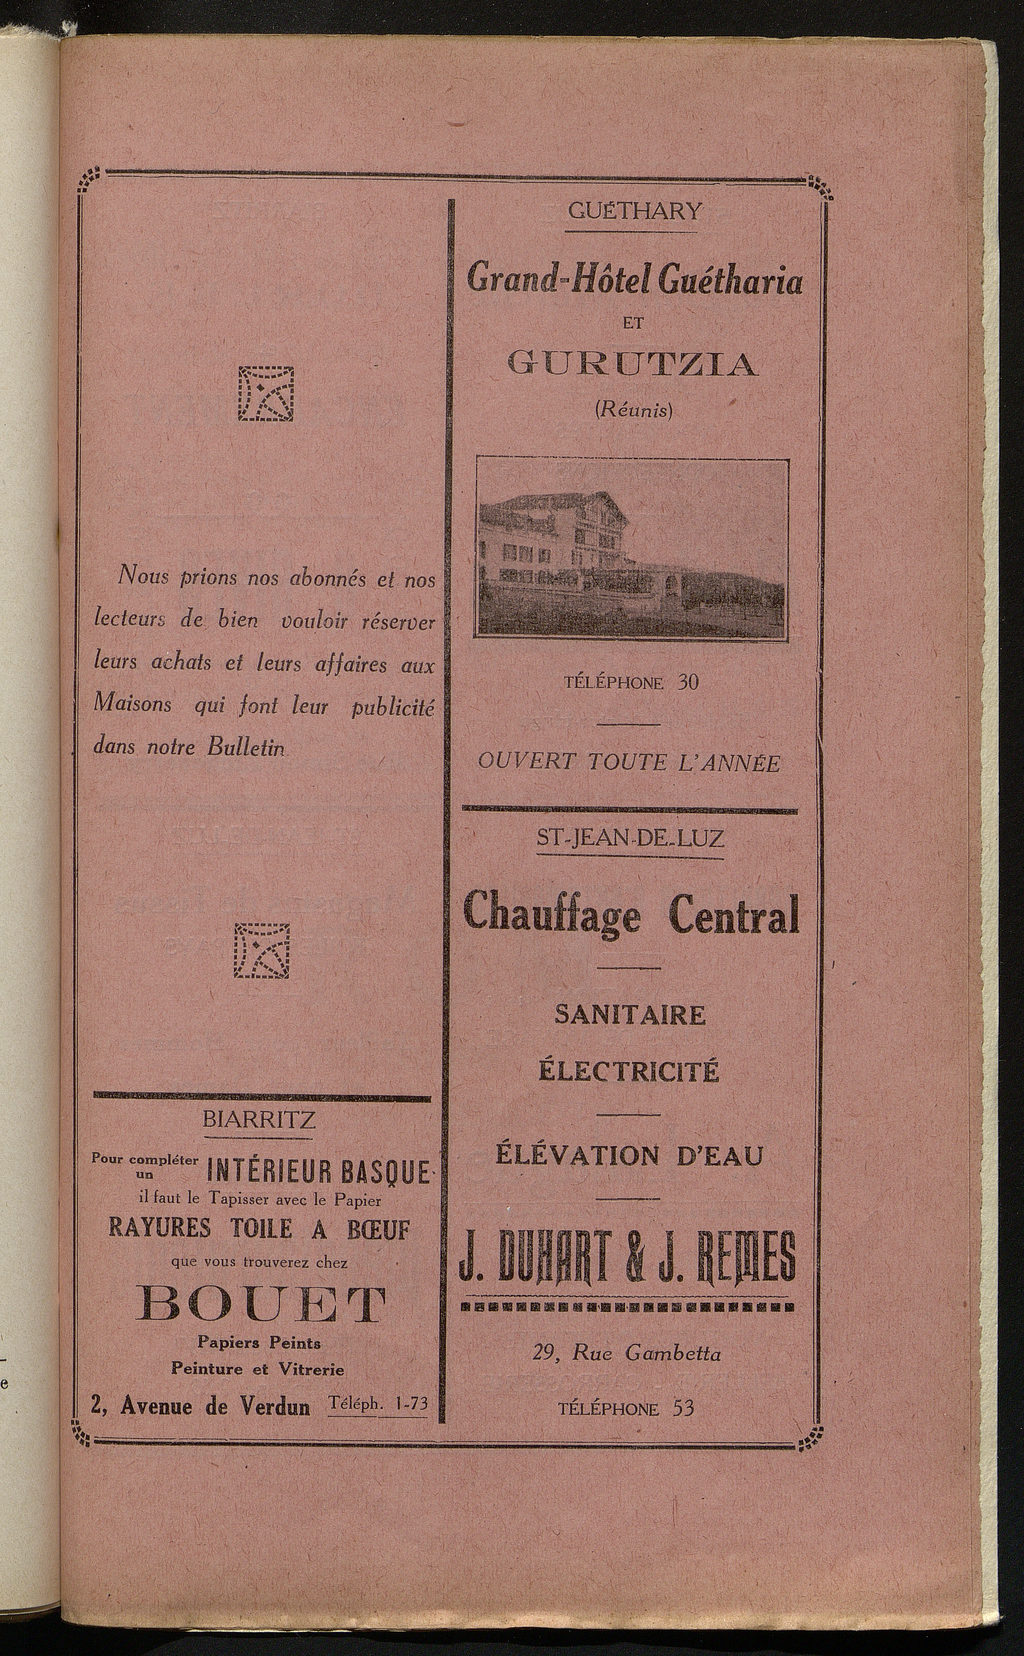 Nous prions nos abonnés et nos
lecteurs de bien vouloir réserver
leurs achats et leurs affaires aux
Maisons qui font leur publicité
dans notre Bulletin
BIARRITZ
Pour compléter un INTÉRIEUR BASQUE
il faut le Tapisser avec le Papier
RAYURES TOILE A BŒUF
que vous trouverez chez
BOUET
Papiers Peints
Peinture et Vitrerie
2, Avenue de Verdun Téléph. 1-73
GUÉTHARY
Grand-Hôtel Guétharia
ET
GURUTZIA
(Réunis)
TÉLÉPHONE 30
OUVERT TOUTE L'ANNÉE
ST-JEAN-DE-LUZ
Chauffage Central
SANITAIRE
ÉLECTRICITÉ
ÉLÉVATION D'EAU
J. DUHART & J. REMES
29, Rue Gambetta
TÉLÉPHONE 53